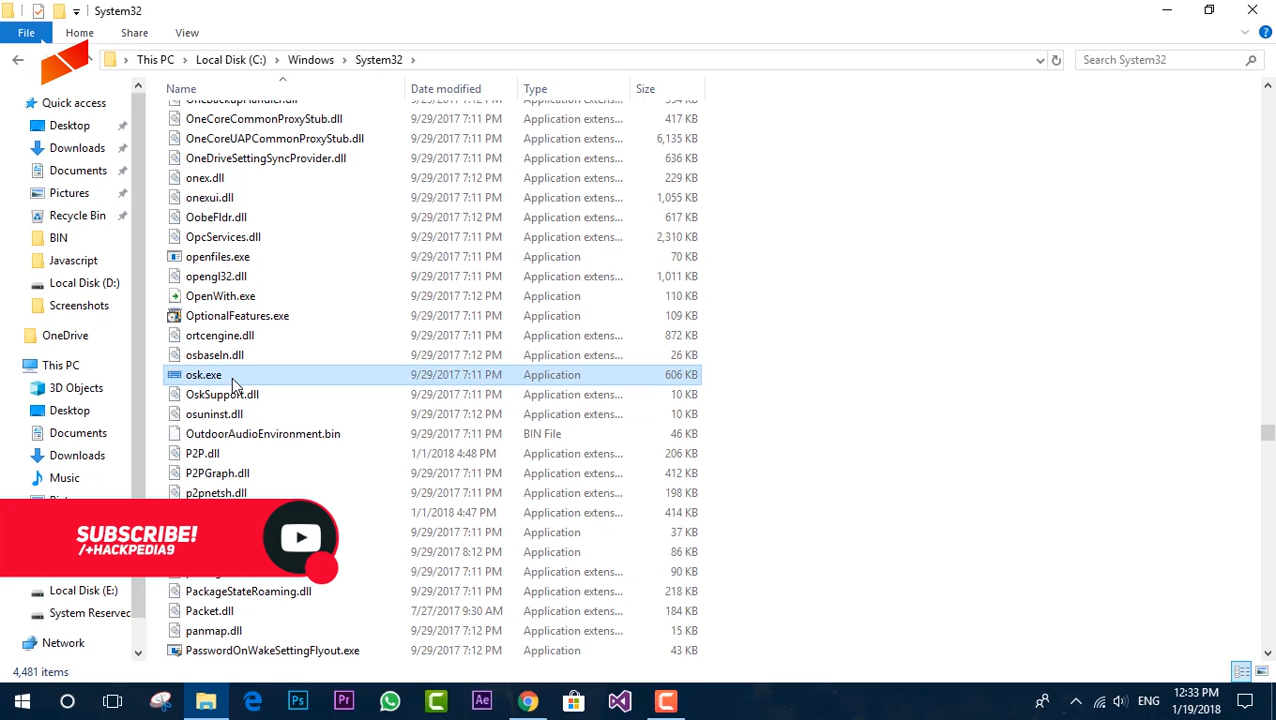 System32
File Home Share View
This PC > Local Disk (C:) > Windows > System32 >
Search System32
Name Date modified Type Size
Quick access
Desktop
Downloads
Documents
Pictures
Recycle Bin
BIN
Javascript
Local Disk (D:)
Screenshots
OneDrive
This PC
3D Objects
Desktop
Documents
Downloads
Music
Local Disk (E:)
System Reserved
Network
OneCoreCommonProxyStub.dll 9/29/2017 7:11 PM Application extens... 417 KB
OneCoreUAPCommonProxyStub.dll 9/29/2017 7:11 PM Application extens... 6,135 KB
OneDriveSettingSyncProvider.dll 9/29/2017 7:11 PM Application extens... 636 KB
onex.dll 9/29/2017 7:11 PM Application extens... 229 KB
onexui.dll 9/29/2017 7:11 PM Application extens... 1,055 KB
OobeFldr.dll 9/29/2017 7:12 PM Application extens... 617 KB
OpcServices.dll 9/29/2017 7:11 PM Application extens... 2,310 KB
openfiles.exe 9/29/2017 7:11 PM Application 70 KB
opengl32.dll 9/29/2017 7:12 PM Application extens... 1,011 KB
OpenWith.exe 9/29/2017 7:12 PM Application 110 KB
OptionalFeatures.exe 9/29/2017 7:12 PM Application 109 KB
ortcengine.dll 9/29/2017 7:11 PM Application extens... 872 KB
osbaseln.dll 9/29/2017 7:12 PM Application extens... 26 KB
osk.exe 9/29/2017 7:11 PM Application 606 KB
OskSupport.dll 9/29/2017 7:11 PM Application extens... 10 KB
osuninst.dll 9/29/2017 7:12 PM Application extens... 10 KB
OutdoorAudioEnvironment.bin 9/29/2017 7:11 PM BIN File 46 KB
P2P.dll 1/1/2018 4:48 PM Application extens... 206 KB
P2PGraph.dll 9/29/2017 7:11 PM Application extens... 412 KB
p2pnetsh.dll 9/29/2017 7:11 PM Application extens... 198 KB
1/1/2018 4:47 PM Application extens... 414 KB
9/29/2017 7:11 PM Application 37 KB
9/29/2017 8:12 PM Application 86 KB
9/29/2017 7:11 PM Application extens... 90 KB
PackageStateRoaming.dll 9/29/2017 7:11 PM Application extens... 218 KB
Packet.dll 7/27/2017 9:30 AM Application extens... 184 KB
panmap.dll 9/29/2017 7:12 PM Application extens... 15 KB
PasswordOnWakeSettingFlyout.exe 9/29/2017 7:12 PM Application 43 KB
SUBSCRIBE!
/+HACKPEDIA9
4,481 items
Ps Pr C Ae C
ENG
12:33 PM
1/19/2018